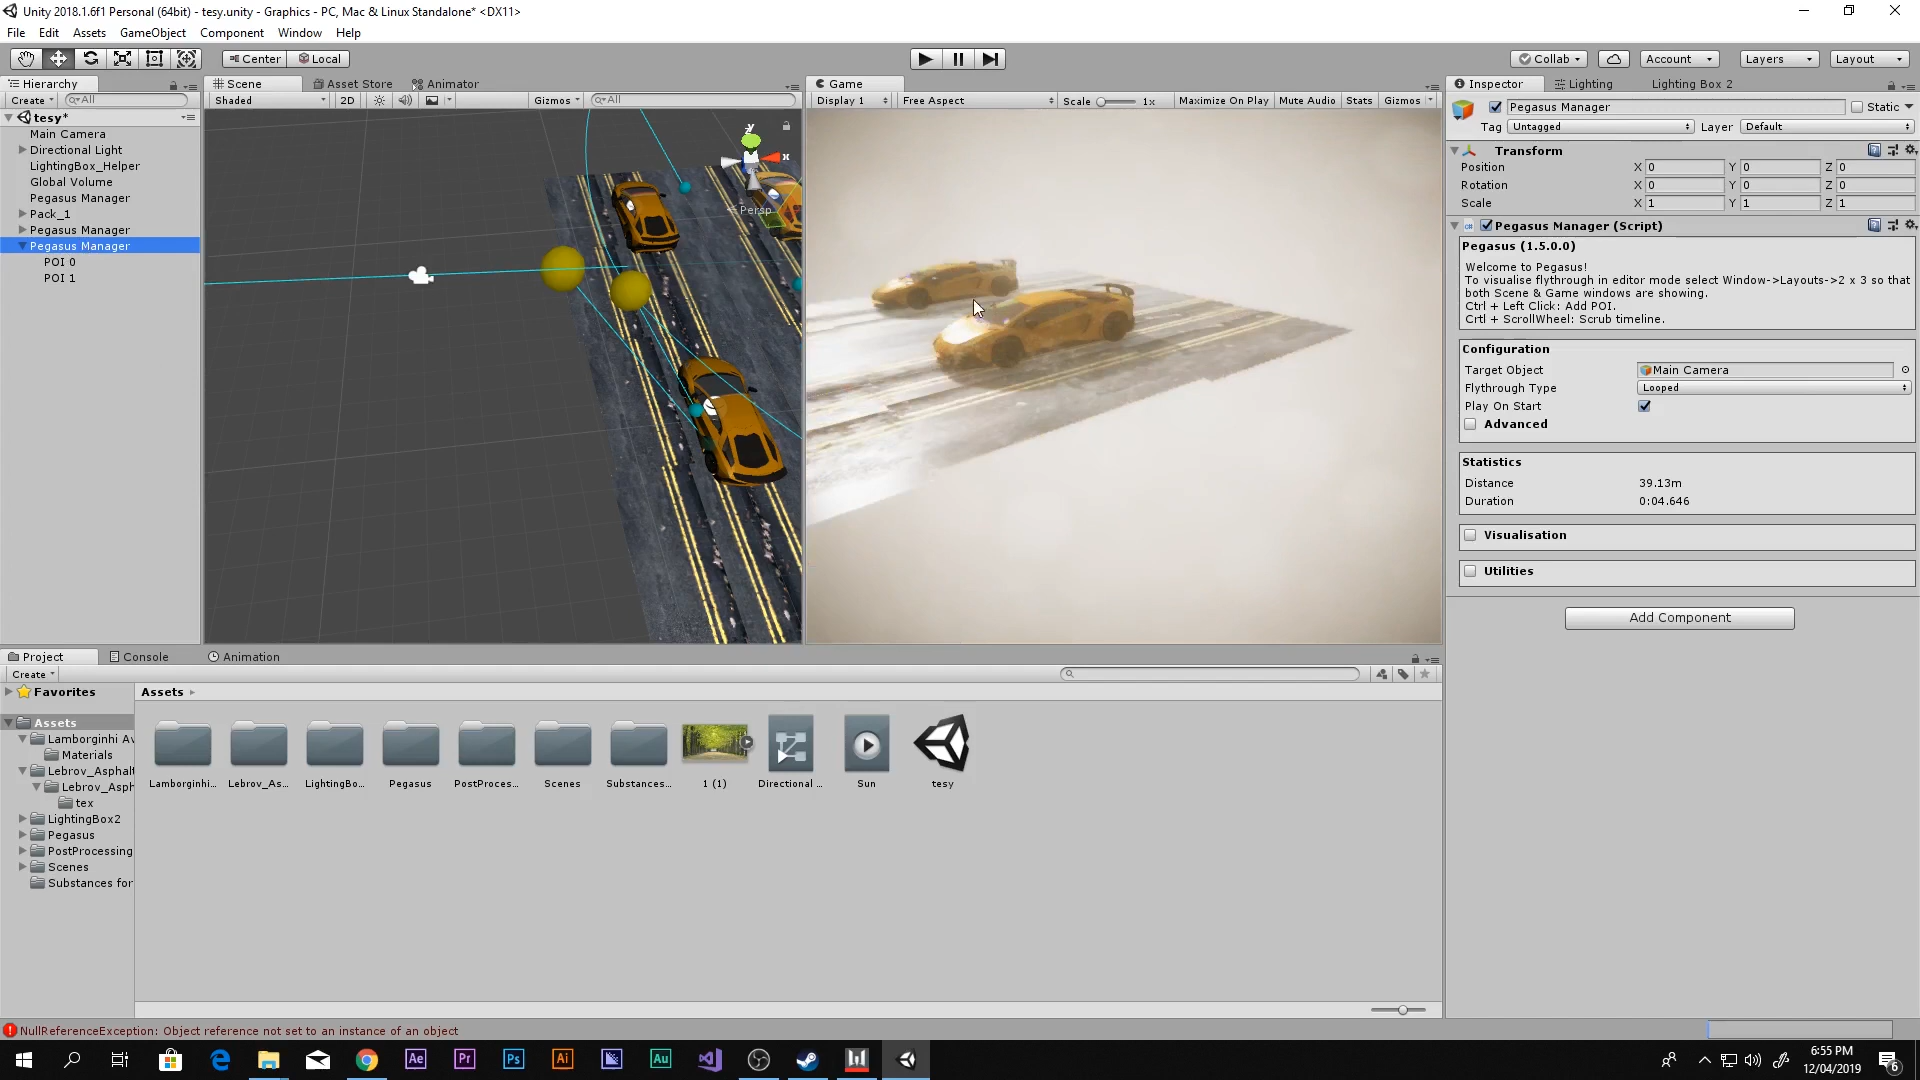 Unity 2018.1.6f1 Personal (64bit) - tesy.unity - Graphics - PC, Mac & Linux Standalone* <DX11>
File Edit Assets GameObject Component Window Help
Center Local Collab Account Layers Layout
Hierarchy
Create All
tesy*
Main Camera
Directional Light
LightingBox_Helper
Global Volume
Pegasus Manager
Pack_1
Pegasus Manager
Pegasus Manager
POI 0
POI 1
Scene Asset Store Animator
Shaded 2D Gizmos All
y
x
Persp
Game
Display 1 Free Aspect Scale 1x Maximize On Play Mute Audio Stats Gizmos
Inspector Lighting Lighting Box 2
Pegasus Manager Static
Tag Untagged Layer Default
Transform
Position X 0 Y 0 Z 0
Rotation X 0 Y 0 Z 0
Scale X 1 Y 1 Z 1
Pegasus Manager (Script)
Pegasus (1.5.0.0)
Welcome to Pegasus!
To visualise flythrough in editor mode select Window->Layouts->2 x 3 so that
both Scene & Game windows are showing.
Ctrl + Left Click: Add POI.
Crtl + ScrollWheel: Scrub timeline.
Configuration
Target Object Main Camera
Flythrough Type Looped
Play On Start
Advanced
Statistics
Distance 39.13m
Duration 0:04.646
Visualisation
Utilities
Add Component
Project Console Animation
Create
Favorites
Assets
Lamborginhi Av
Materials
Lebrov_Asphalt
Lebrov_Asph
tex
LightingBox2
Pegasus
PostProcessing
Scenes
Substances for
Assets
Lamborginhi... Lebrov_As... LightingBo... Pegasus PostProces... Scenes Substances... 1 (1) Directional ... Sun tesy
NullReferenceException: Object reference not set to an instance of an object
Ae Pr Ps Ai Au
6:55 PM
12/04/2019
6